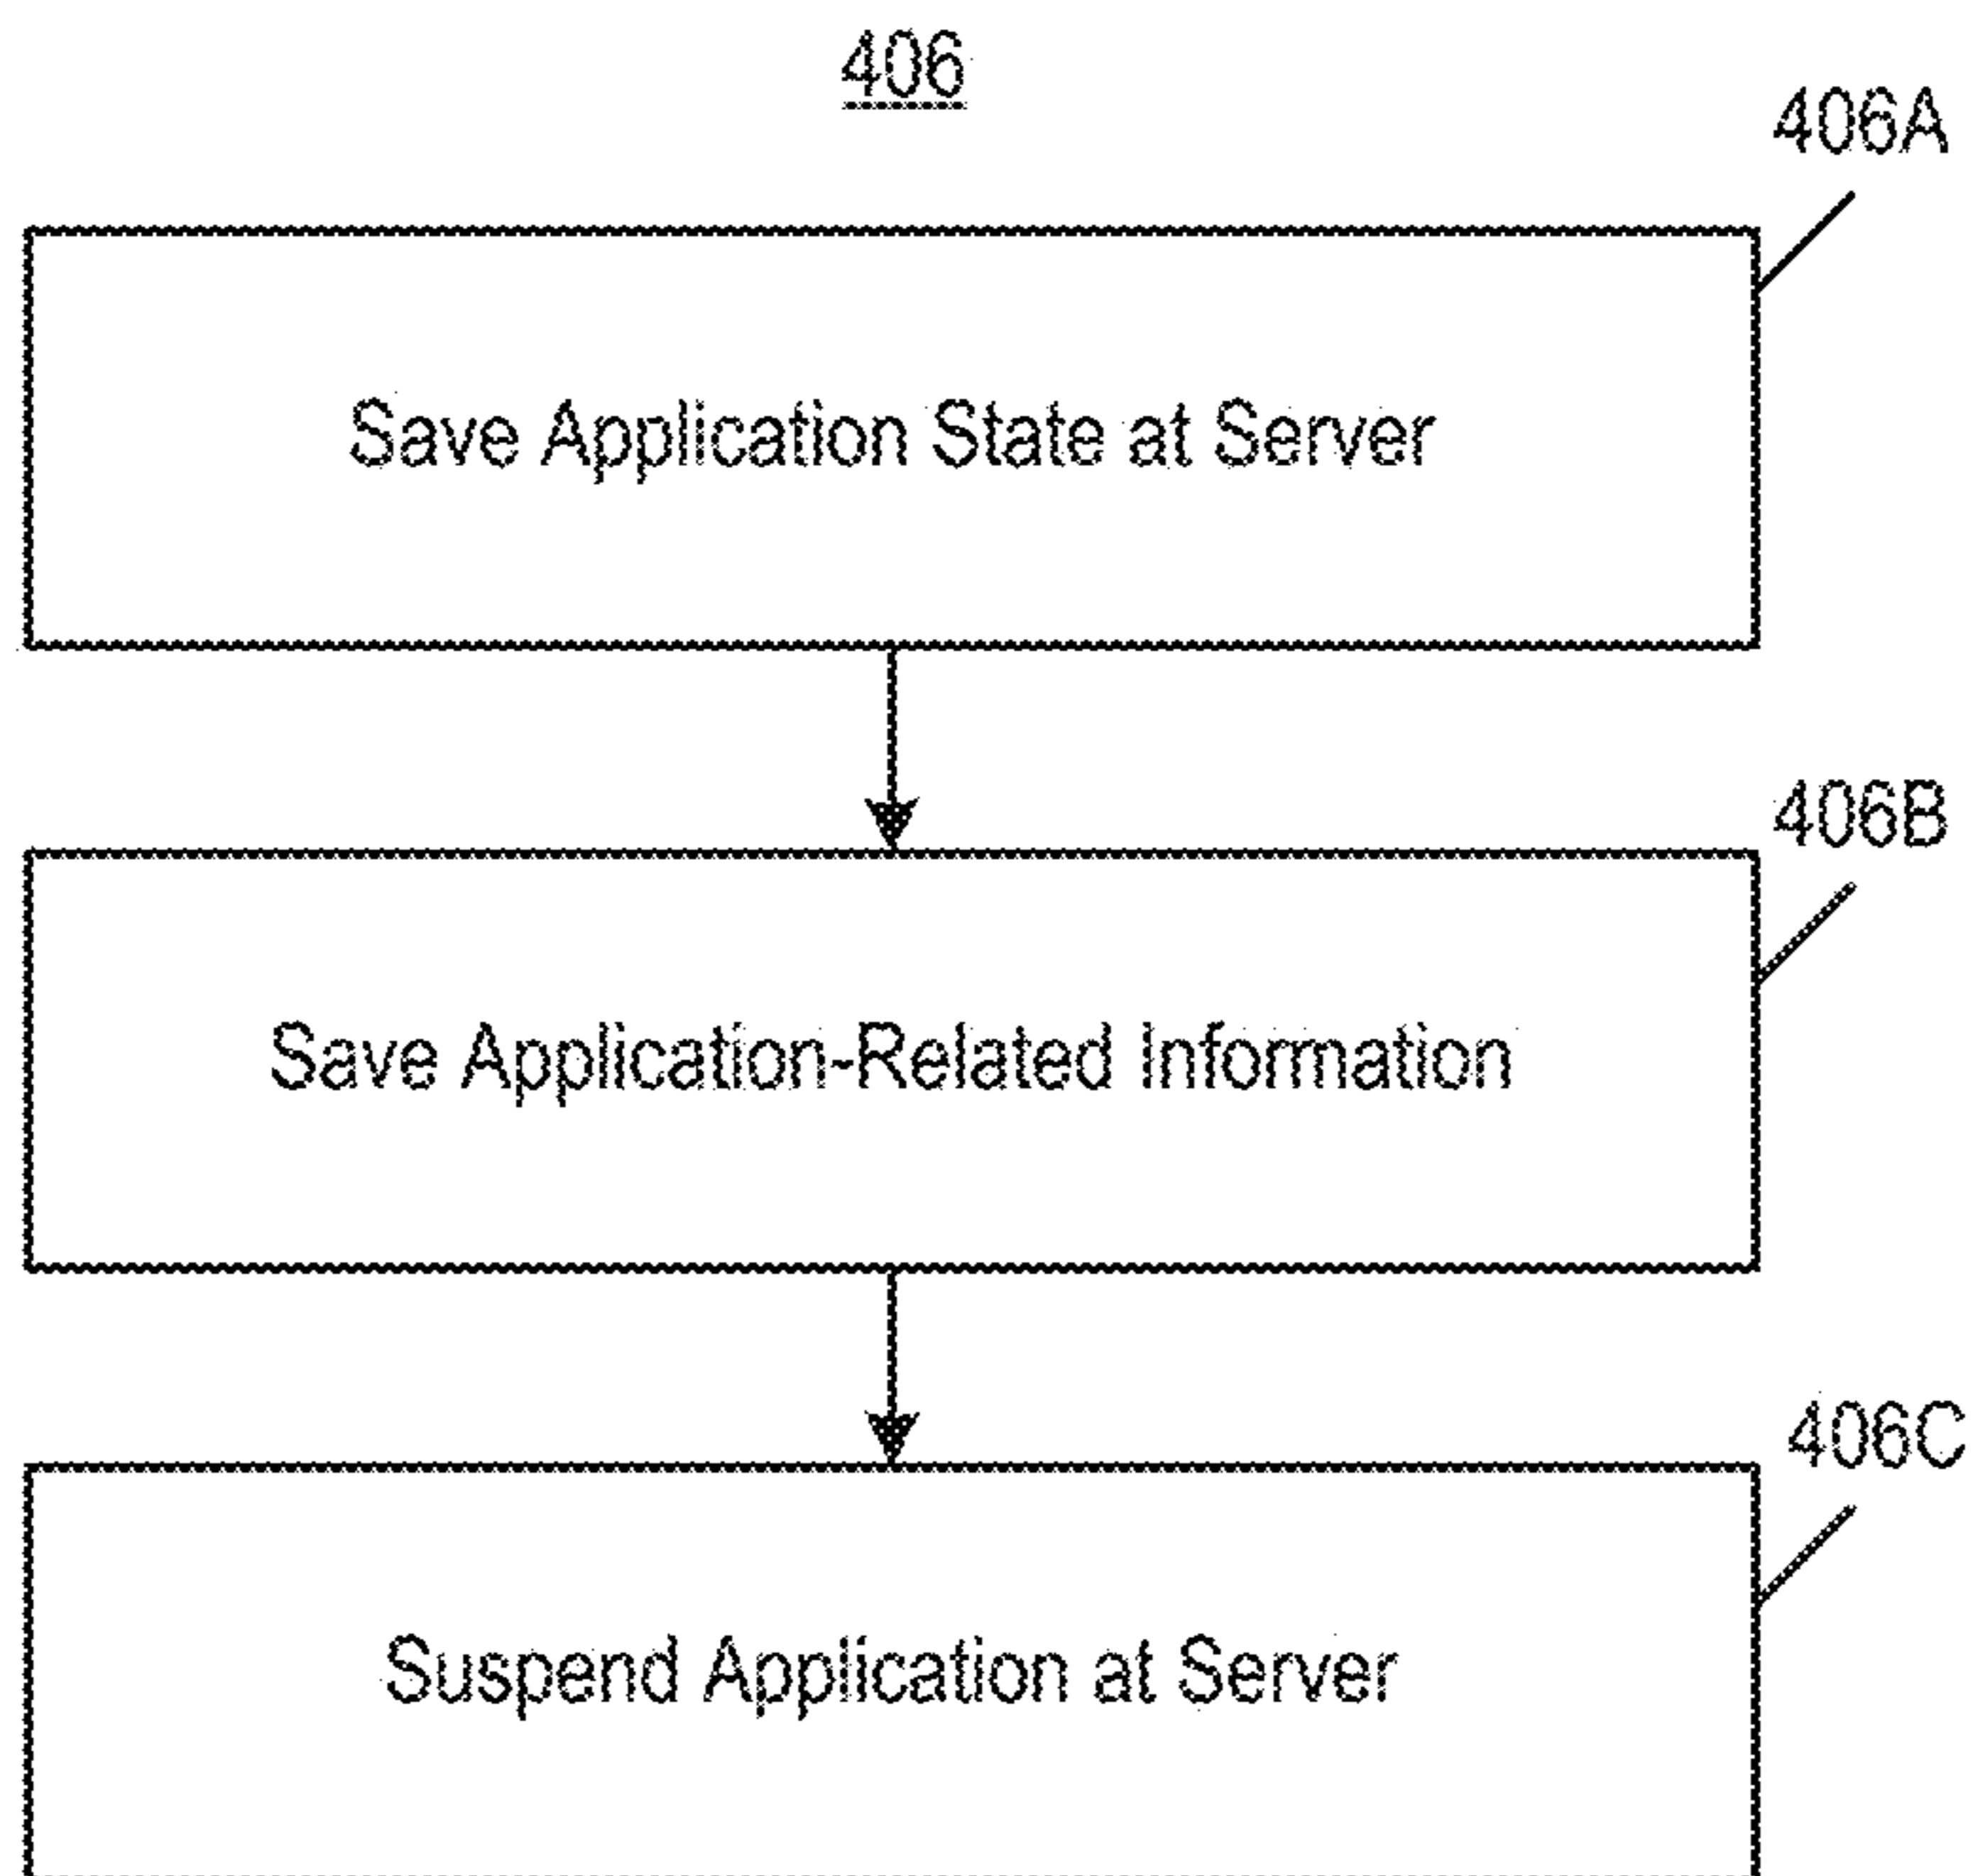 406
406A
Save Application State at Server
406B
Save Application-Related Information
406C
Suspend Application at Server